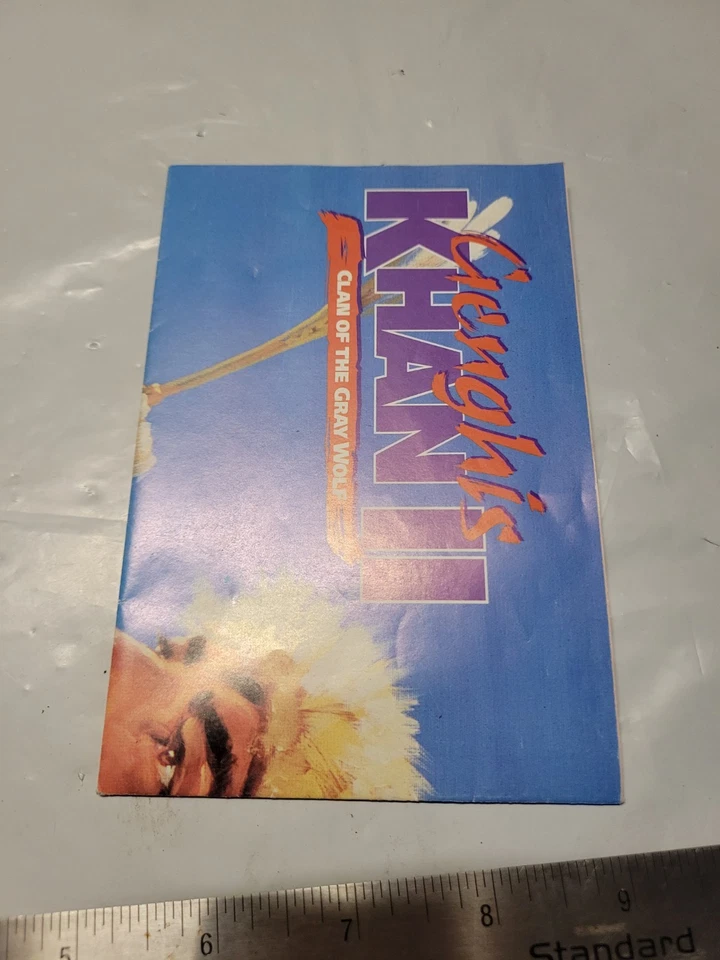 Genghis
KHAN II
CLAN OF THE GRAY WOLF
5 6 7 8 9
Standard